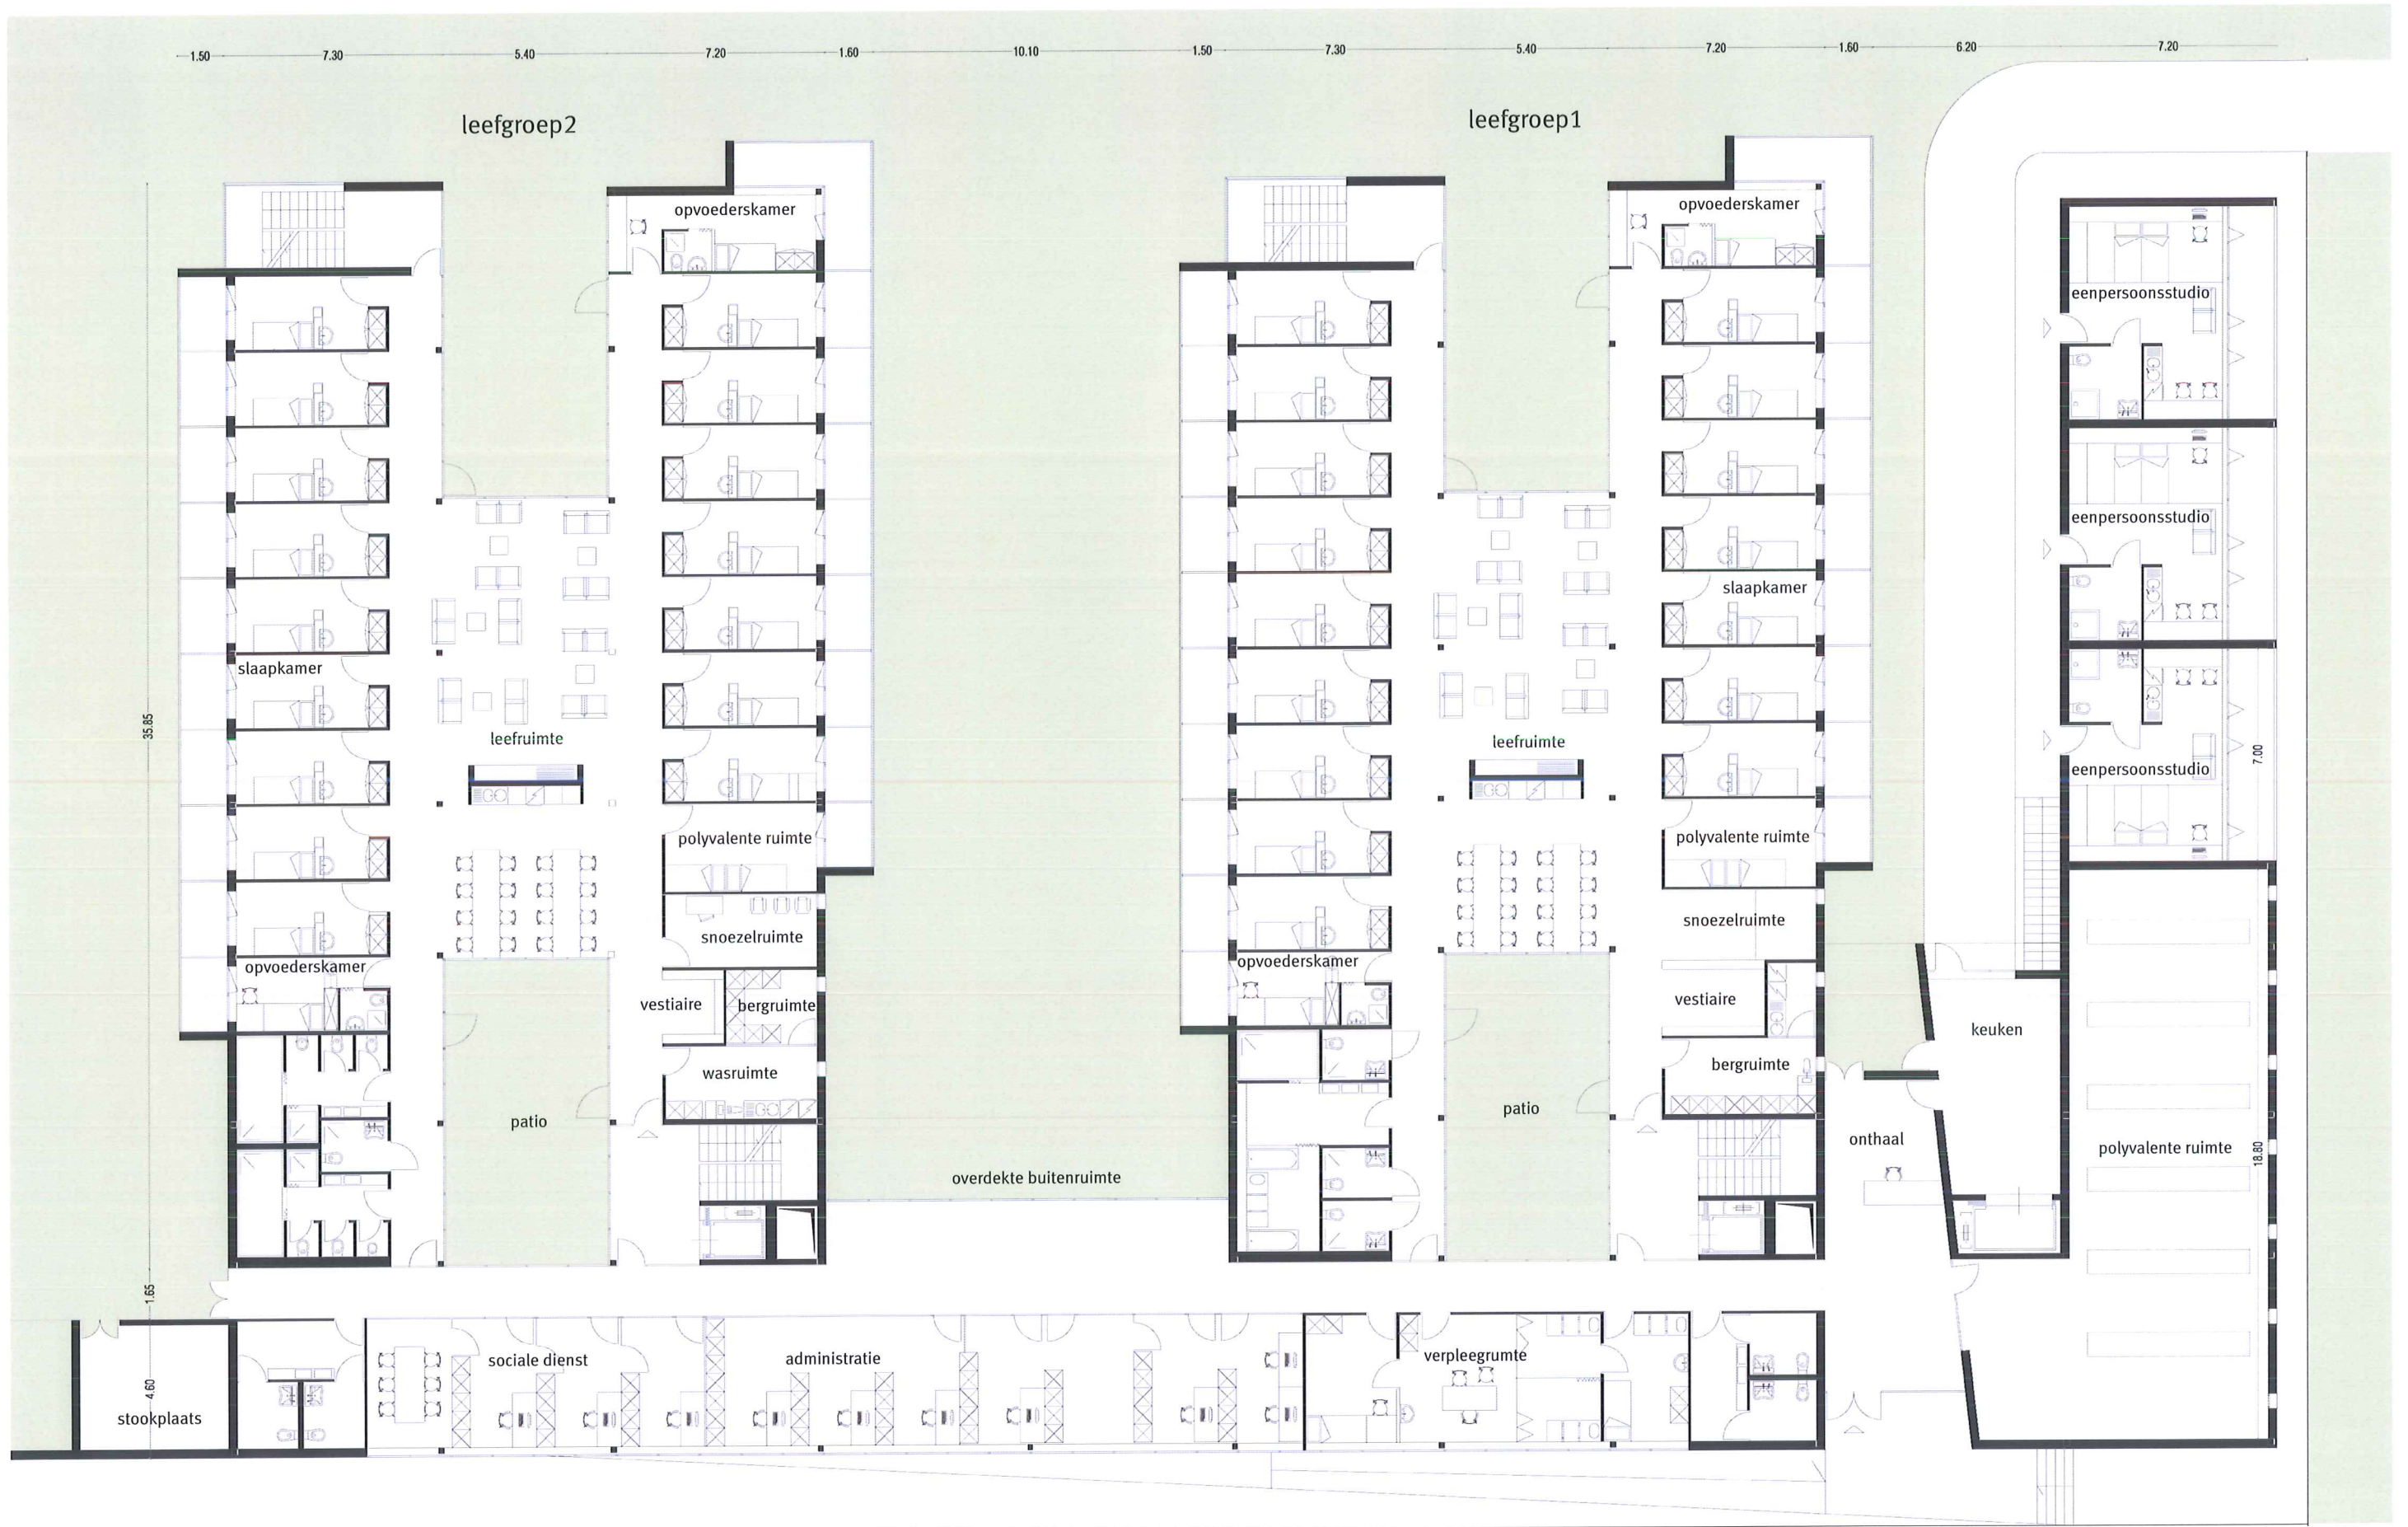 1.50 7.30 5.40 7.20 1.60 10.10 1.50 7.30 5.40 7.20 1.60 6.20 7.20
leefgroep2
leefgroep1
opvoederskamer
opvoederskamer
eenpersoonsstudio
eenpersoonsstudio
slaapkamer
slaapkamer
35.85
leefruimte
leefruimte
7.00
eenpersoonsstudio
polyvalente ruimte
polyvalente ruimte
snoezelruimte
snoezelruimte
opvoederskamer
opvoederskamer
vestiaire
bergruimte
vestiaire
keuken
wasruimte
bergruimte
patio
patio
onthaal
polyvalente ruimte
18.80
overdekte buitenruimte
1.65
sociale dienst
administratie
verpleegrumte
4.60
stookplaats